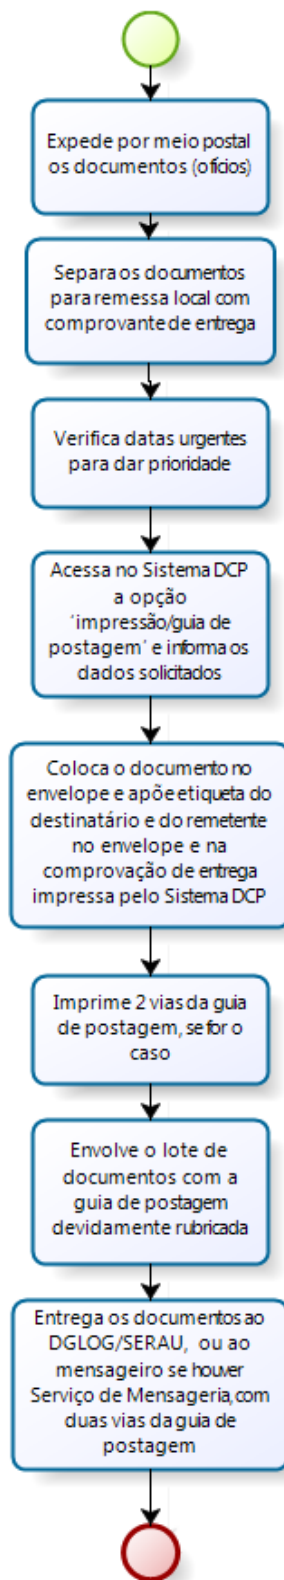 Expede por meio postal
os documentos (ofícios)
Separa os documentos
para remessa local com
comprovante de entrega
Verifica datas urgentes
para dar prioridade
Acessa no Sistema DCP
a opção
‘impressão/guia de
postagem’ e informa os
dados solicitados
Coloca o documento no
envelope e apõe etiqueta do
destinatário e do remetente
no envelope e na
comprovação de entrega
impressa pelo Sistema DCP
Imprime 2 vias da guia
de postagem, se for o
caso
Envolve o lote de
documentos com a
guia de postagem
devidamente rubricada
Entrega os documentos ao
DGLOG/SERAU, ou ao
mensageiro se houver
Serviço de Mensageria, com
duas vias da guia de
postagem